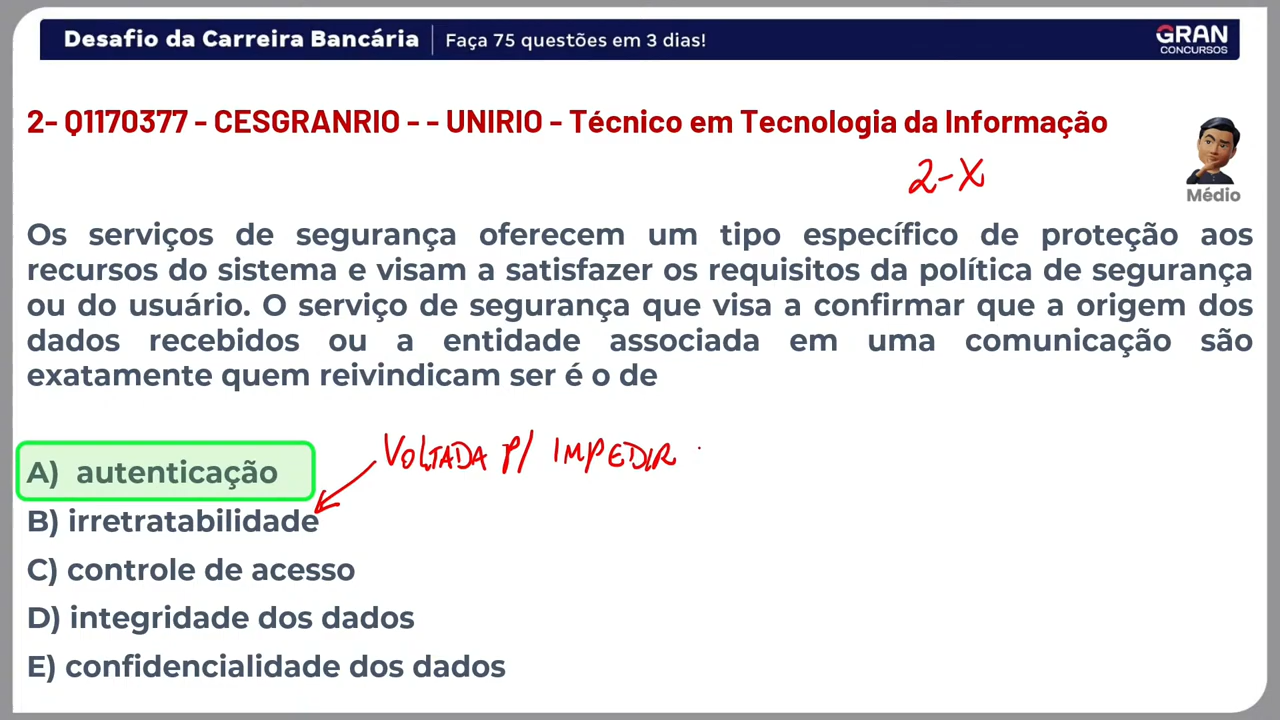 Desafio da Carreira Bancária | Faça 75 questões em 3 dias!
GRAN
CONCURSOS
2- Q1170377 - CESGRANRIO - - UNIRIO - Técnico em Tecnologia da Informação
2-X
Médio
Os serviços de segurança oferecem um tipo específico de proteção aos
recursos do sistema e visam a satisfazer os requisitos da política de segurança
ou do usuário. O serviço de segurança que visa a confirmar que a origem dos
dados recebidos ou a entidade associada em uma comunicação são
exatamente quem reivindicam ser é o de
VOLTADA P/ IMPEDIR
A) autenticação
B) irretratabilidade
C) controle de acesso
D) integridade dos dados
E) confidencialidade dos dados